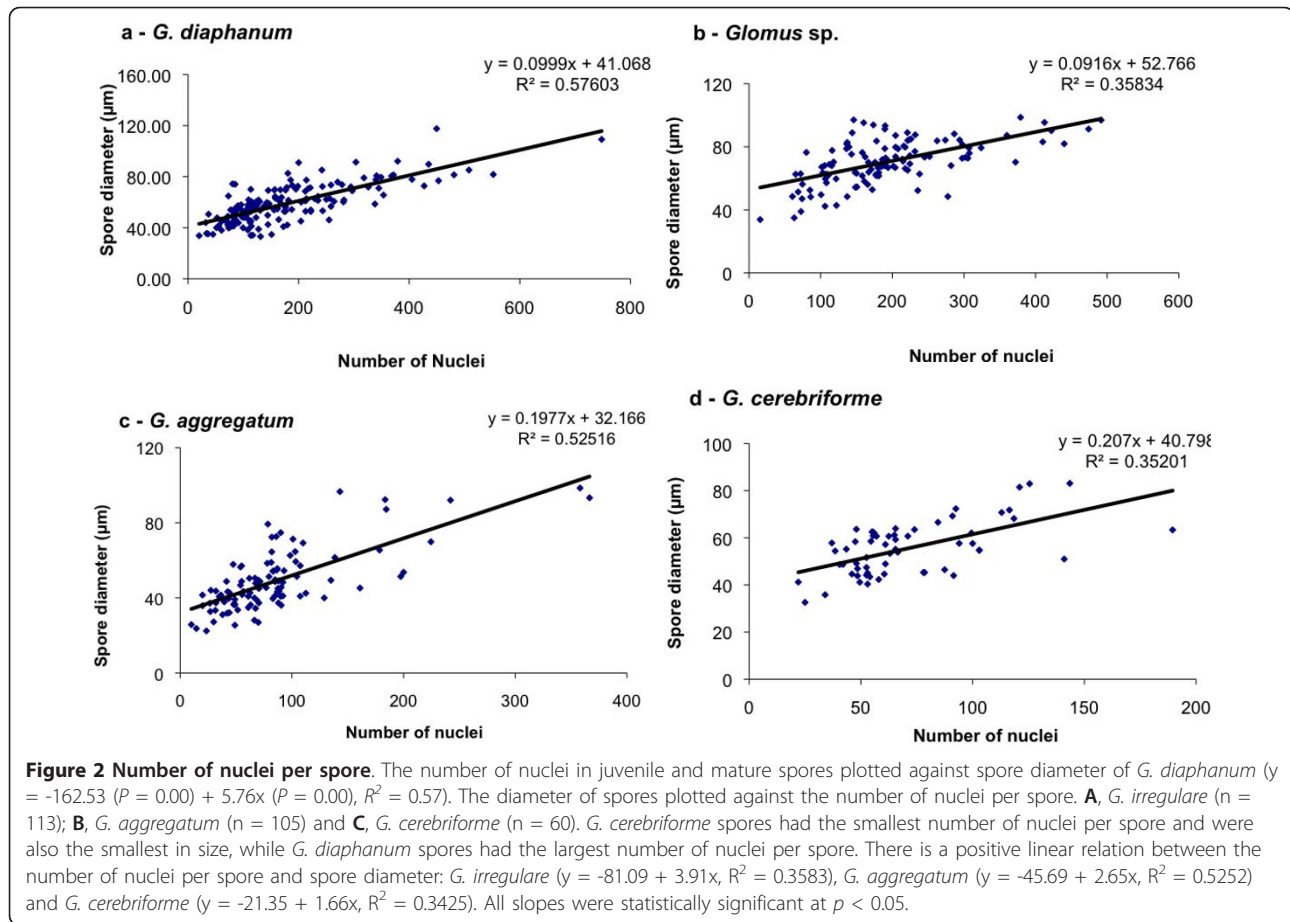 a - G. diaphanum
y = 0.0999x + 41.068
R² = 0.57603
160.00
120.00
80.00
40.00
0.00
Spore diameter (µm)
0 200 400 600 800
Number of Nuclei
b - Glomus sp.
y = 0.0916x + 52.766
R² = 0.35834
120
80
40
0
Spore diameter (µm)
0 100 200 300 400 500 600
Number of nuclei
c - G. aggregatum
y = 0.1977x + 32.166
R² = 0.52516
120
80
40
0
Spore diameter (µm)
0 100 200 300 400
Number of nuclei
d - G. cerebriforme
y = 0.207x + 40.798
R² = 0.35201
100
80
60
40
20
0
Spore diameter (µm)
0 50 100 150 200
Number of nuclei
Figure 2 Number of nuclei per spore. The number of nuclei in juvenile and mature spores plotted against spore diameter of G. diaphanum (y
= -162.53 (P = 0.00) + 5.76x (P = 0.00), R² = 0.57). The diameter of spores plotted against the number of nuclei per spore. A, G. irregulare (n =
113); B, G. aggregatum (n = 105) and C, G. cerebriforme (n = 60). G. cerebriforme spores had the smallest number of nuclei per spore and were
also the smallest in size, while G. diaphanum spores had the largest number of nuclei per spore. There is a positive linear relation between the
number of nuclei per spore and spore diameter: G. irregulare (y = -81.09 + 3.91x, R² = 0.3583), G. aggregatum (y = -45.69 + 2.65x, R² = 0.5252)
and G. cerebriforme (y = -21.35 + 1.66x, R² = 0.3425). All slopes were statistically significant at p < 0.05.